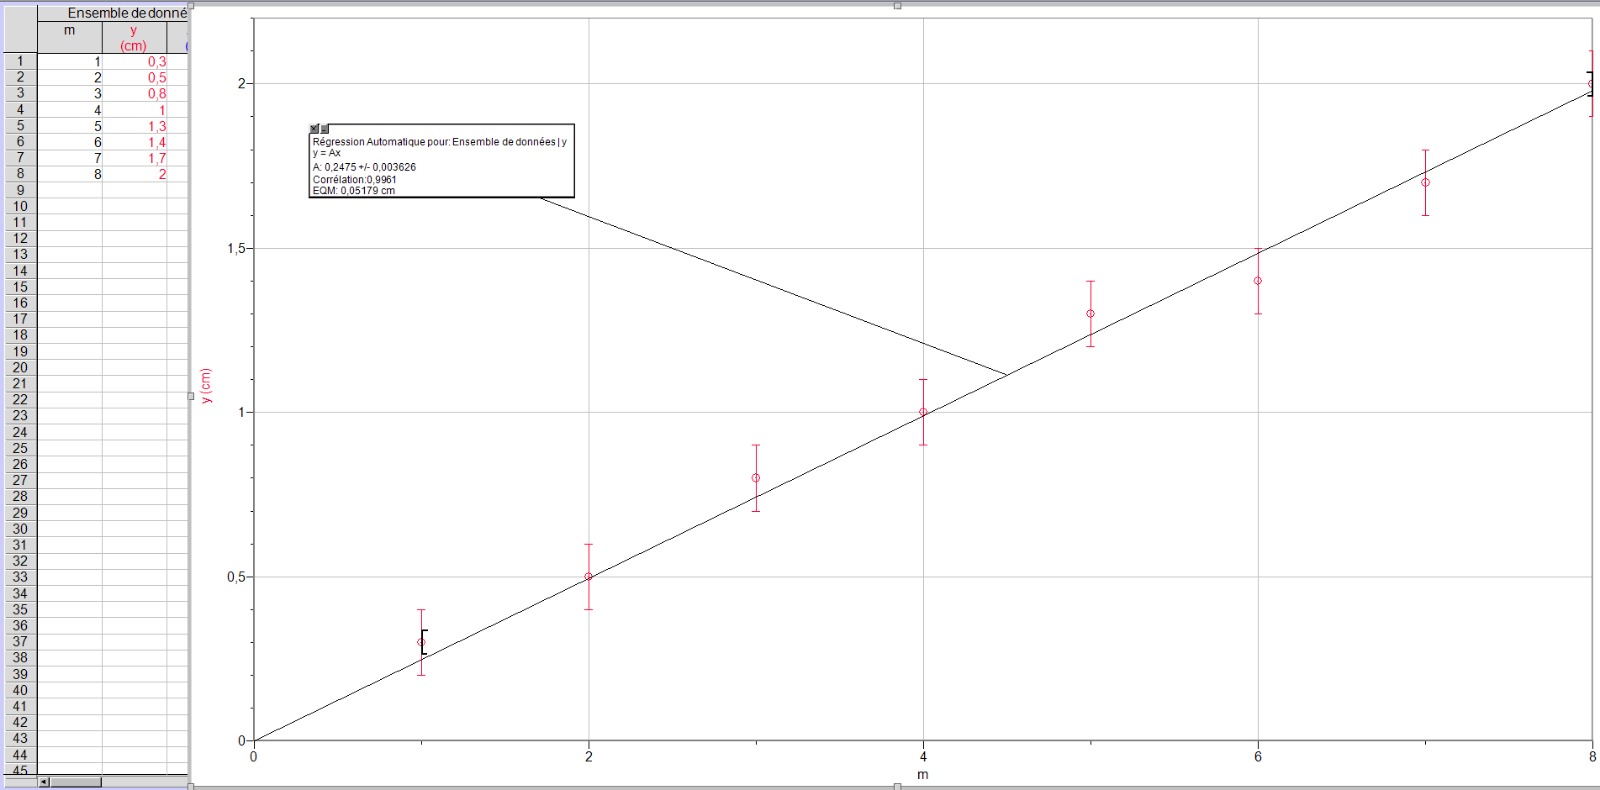 Ensemble de donné
m y
(cm) (
1 1 0,3
2 2 0,5
3 3 0,8
4 4 1
5 5 1,3
6 6 1,4
7 7 1,7
8 8 2
9
10
11
12
13
14
15
16
17
18
19
20
21
22
23
24
25
26
27
28
29
30
31
32
33
34
35
36
37
38
39
40
41
42
43
44
45
Régression Automatique pour: Ensemble de données | y
y = Ax
A: 0,2475 +/- 0,003626
Corrélation:0,9961
EQM: 0,05179 cm
y (cm)
2
1,5
1
0,5
0
0 2 4 6 8
m